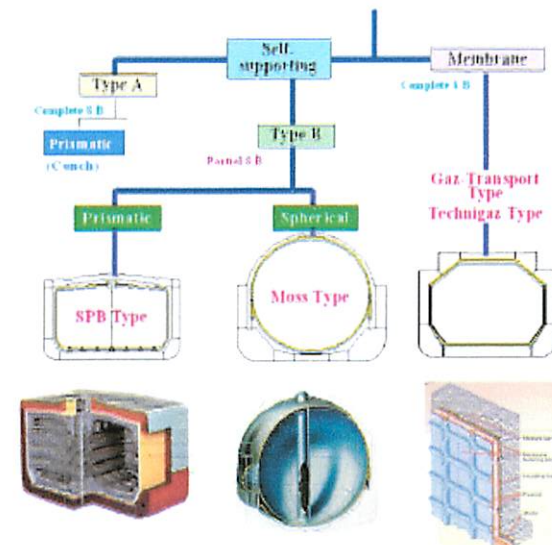 Self-
supporting
Membrane
Type A
Complete S B
Complete S B
Prismatic
(Conch)
Type B
Partial S B
Gaz-Transport
Type
Technigaz Type
Prismatic
Spherical
SPB Type
Moss Type